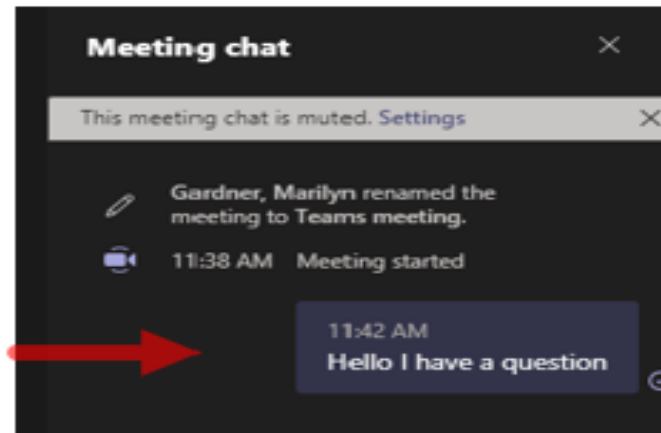 Meeting chat
This meeting chat is muted. Settings
Gardner, Marilyn renamed the
meeting to Teams meeting.
11:38 AM Meeting started
11:42 AM
Hello I have a question